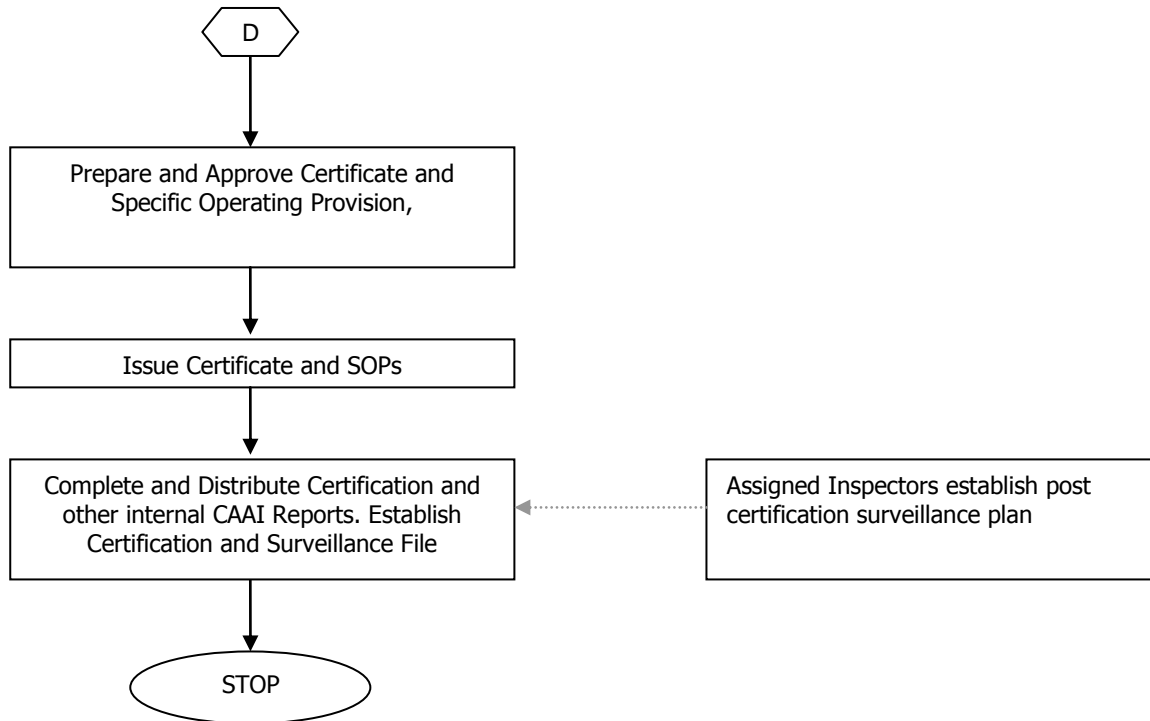 D
Prepare and Approve Certificate and
Specific Operating Provision,
Issue Certificate and SOPs
Complete and Distribute Certification and
other internal CAAI Reports. Establish
Certification and Surveillance File
Assigned Inspectors establish post
certification surveillance plan
STOP